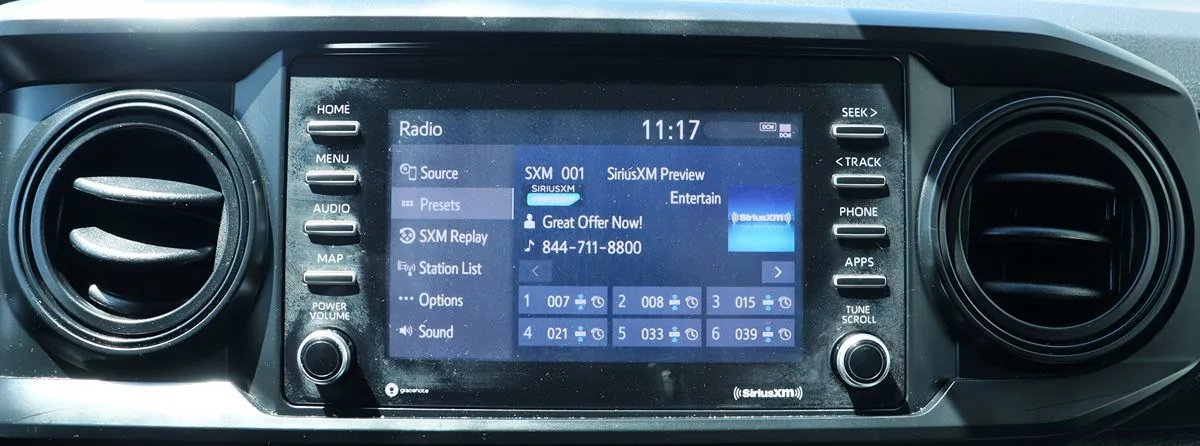 HOME
MENU
AUDIO
MAP
POWER
VOLUME
Radio
11:17
DCM
DCM
Source
Presets
SXM Replay
Station List
Options
Sound
SXM 001 SiriusXM Preview
SIRIUSXM
Entertain
Great Offer Now!
844-711-8800
((SiriusXM))
<
>
1 007
2 008
3 015
4 021
5 033
6 039
SEEK >
< TRACK
PHONE
APPS
TUNE
SCROLL
gracenote
((SiriusXM))